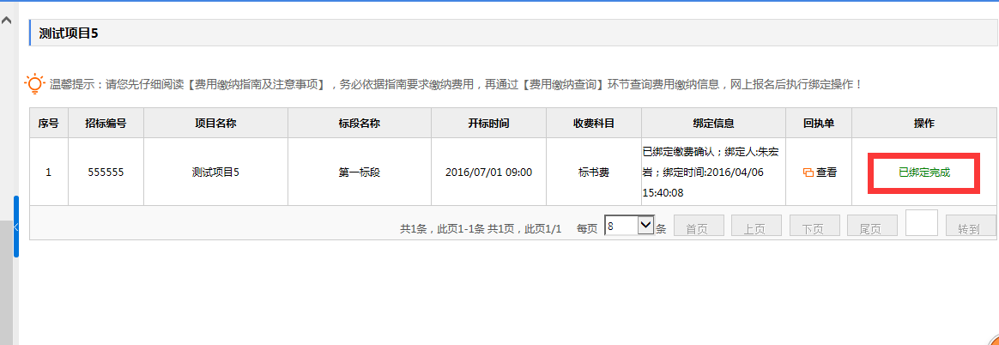 测试项目5
温馨提示：请您先仔细阅读【费用缴纳指南及注意事项】，务必依据指南要求缴纳费用，再通过【费用缴纳查询】环节查询费用缴纳信息，网上报名后执行绑定操作！
序号 招标编号 项目名称 标段名称 开标时间 收费科目 绑定信息 回执单 操作
已绑定缴费确认；绑定人:朱宏
1 555555 测试项目5 第一标段 2016/07/01 09:00 标书费 岩；绑定时间:2016/04/06 查看 已绑定完成
15:40:08
共1条，此页1-1条 共1页，此页1/1 每页 8 条 首页 上页 下页 尾页 转到